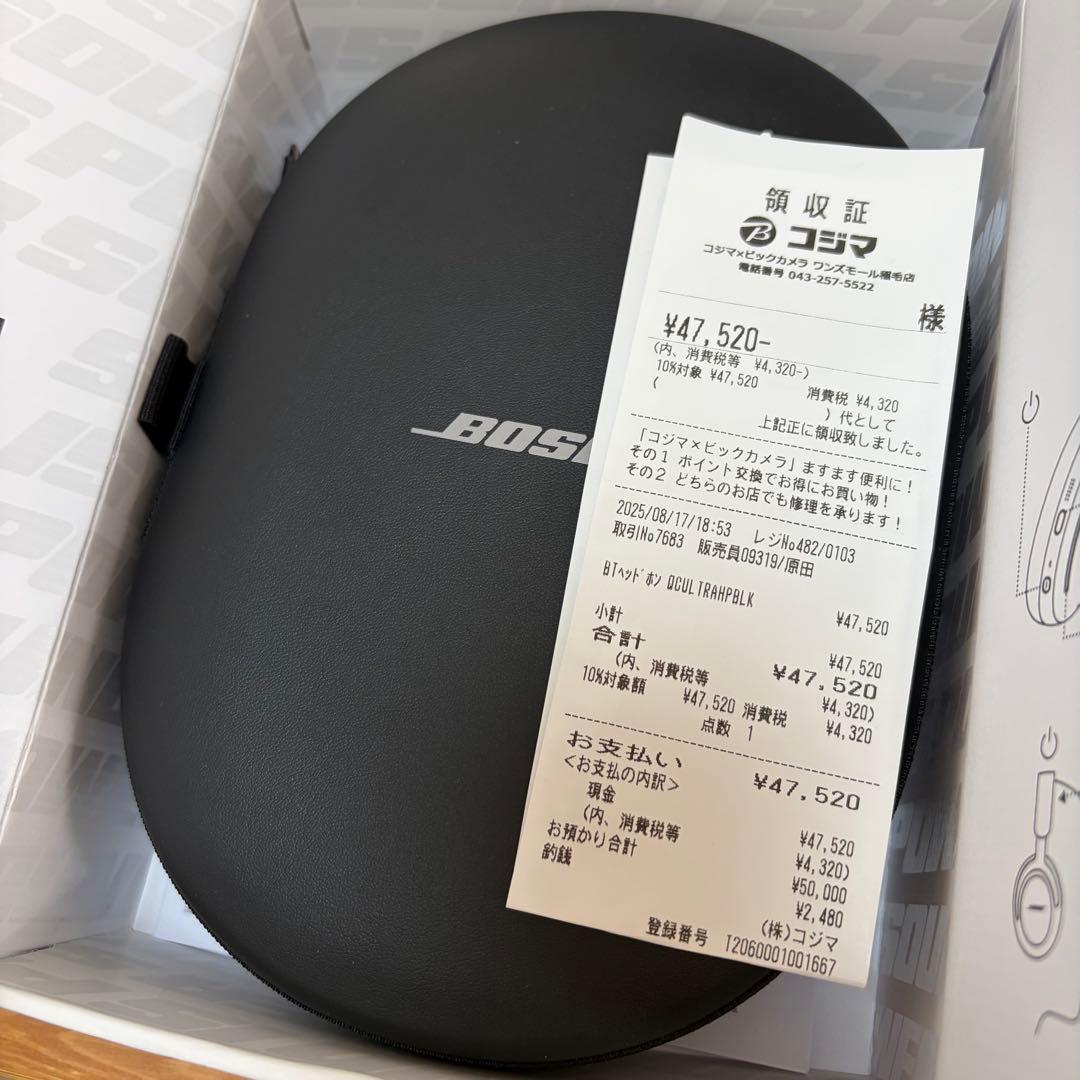 BOSE
領収証
コジマ
コジマ×ビックカメラ ワンズモール稲毛店
電話番号 043-257-5522
様
¥47,520-
(内、消費税等 ¥4,320-)
10%対象 ¥47,520 消費税 ¥4,320
( )代として
上記正に領収致しました。
「コジマ×ビックカメラ」ますます便利に!
その1 ポイント交換でお得にお買い物!
その2 どちらのお店でも修理を承ります!
2025/08/17/18:53 レジNo482/0103
取引No7683 販売員09319/原田
BTヘッドホン QCULTRAHPBLK
¥47,520
小計 ¥47,520
合計 ¥47,520
(内、消費税等 ¥4,320)
10%対象額 ¥47,520 消費税 ¥4,320
点数 1
お支払い ¥47,520
<お支払の内訳>
現金 ¥47,520
(内、消費税等 ¥4,320)
お預かり合計 ¥50,000
釣銭 ¥2,480
(株)コジマ
登録番号 T2060001001667